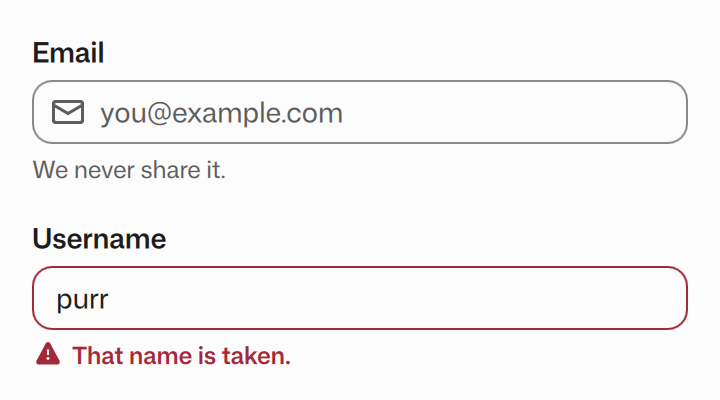 Email
you@example.com
We never share it.
Username
purr
That name is taken.